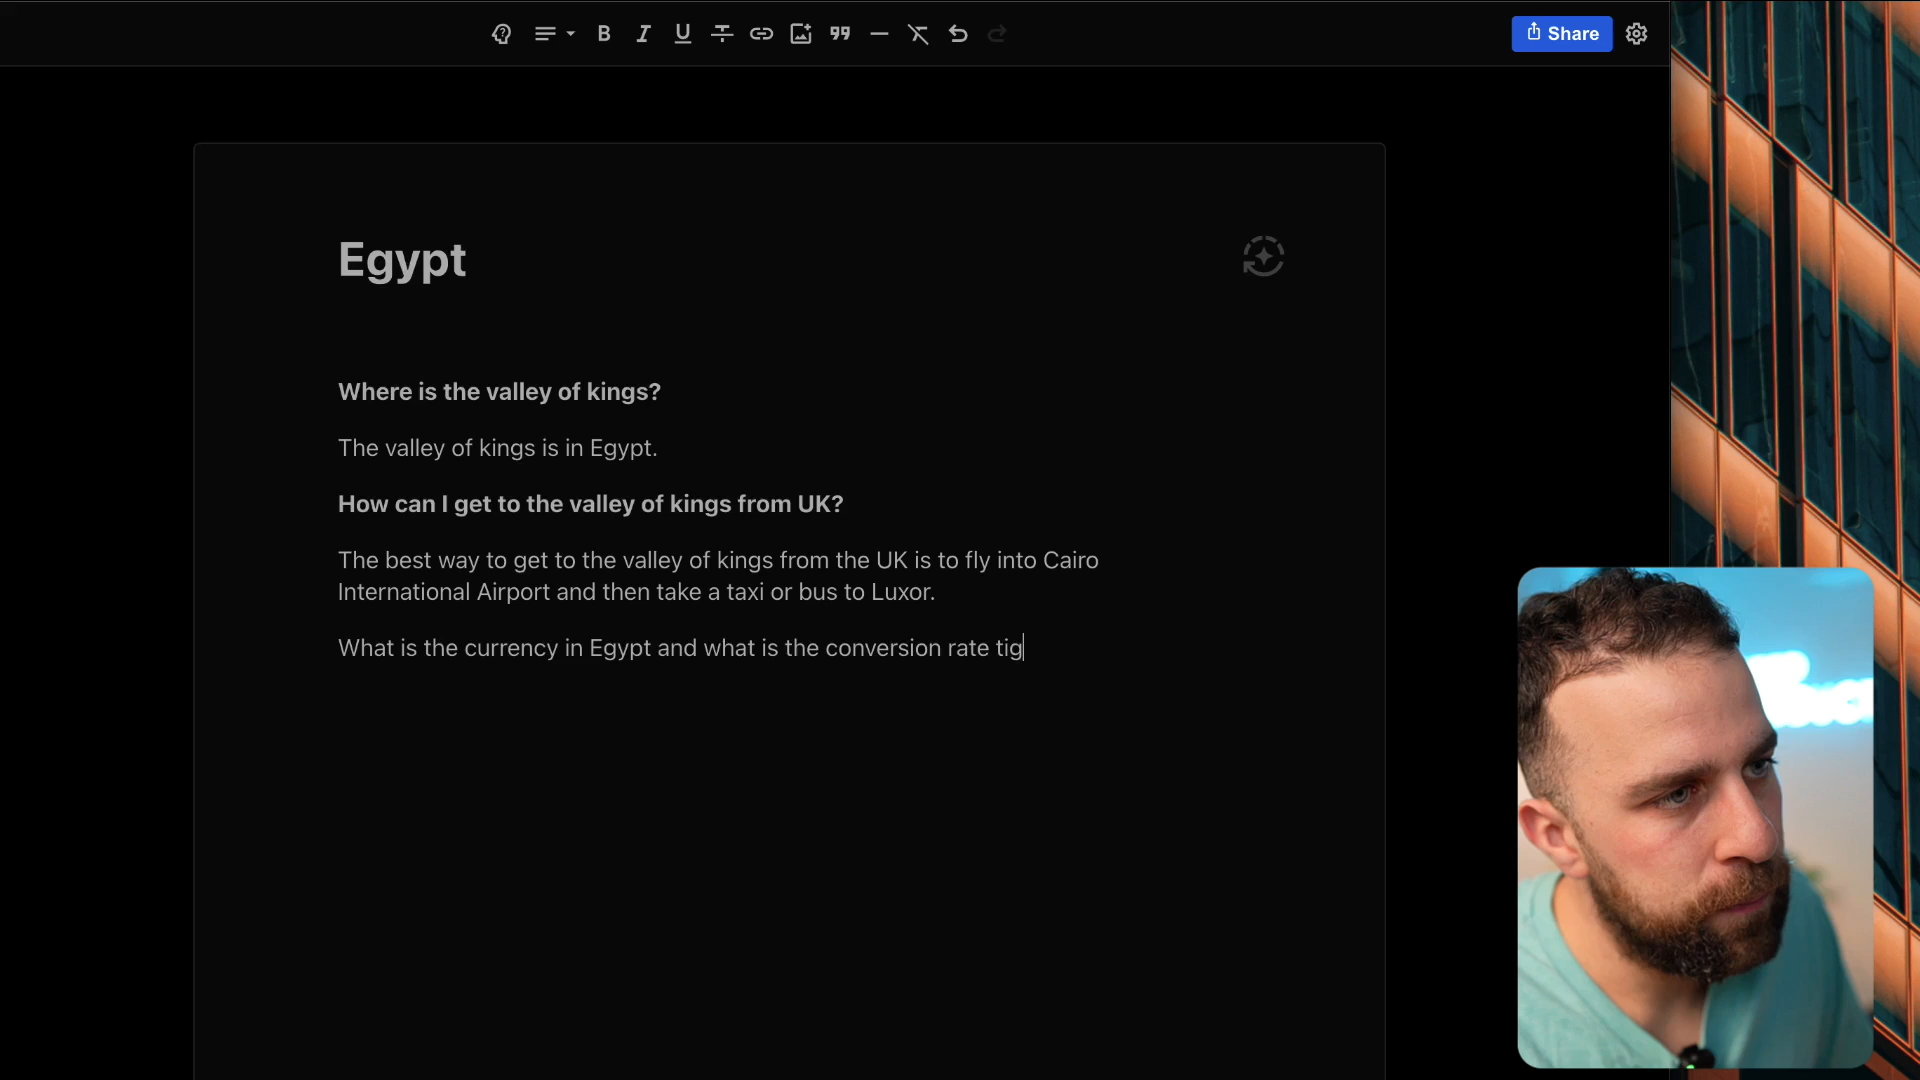 Share
Egypt
Where is the valley of kings?
The valley of kings is in Egypt.
How can I get to the valley of kings from UK?
The best way to get to the valley of kings from the UK is to fly into Cairo
International Airport and then take a taxi or bus to Luxor.
What is the currency in Egypt and what is the conversion rate tig